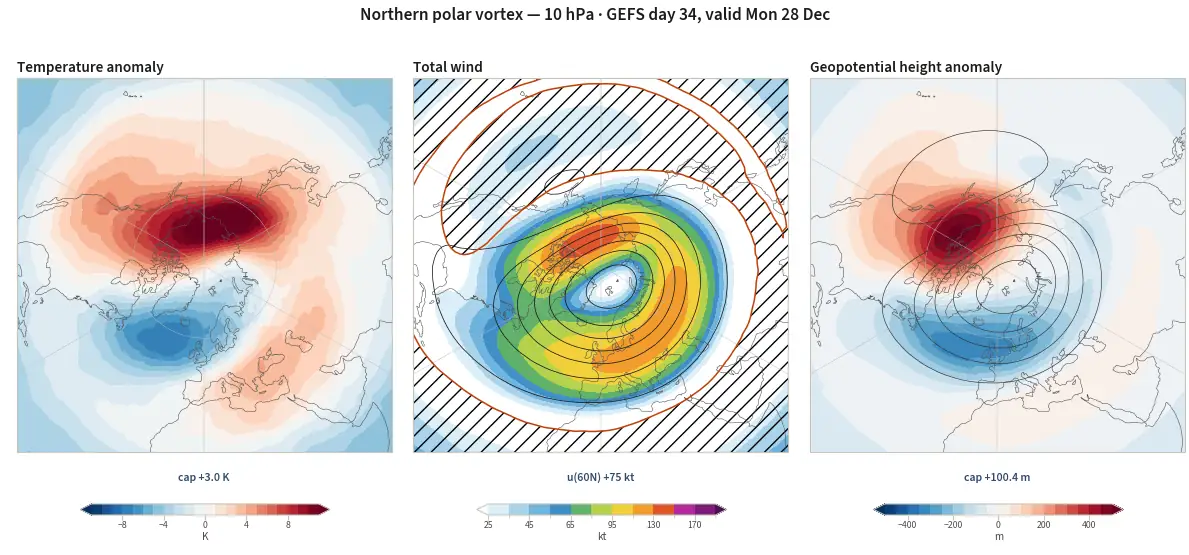 Northern polar vortex — 10 hPa · GEFS day 34, valid Mon 28 Dec
Temperature anomaly
Total wind
Geopotential height anomaly
cap +3.0 K
u(60N) +75 kt
cap +100.4 m
−8 −4 0 4 8
K
25 45 65 95 130 170
kt
−400 −200 0 200 400
m